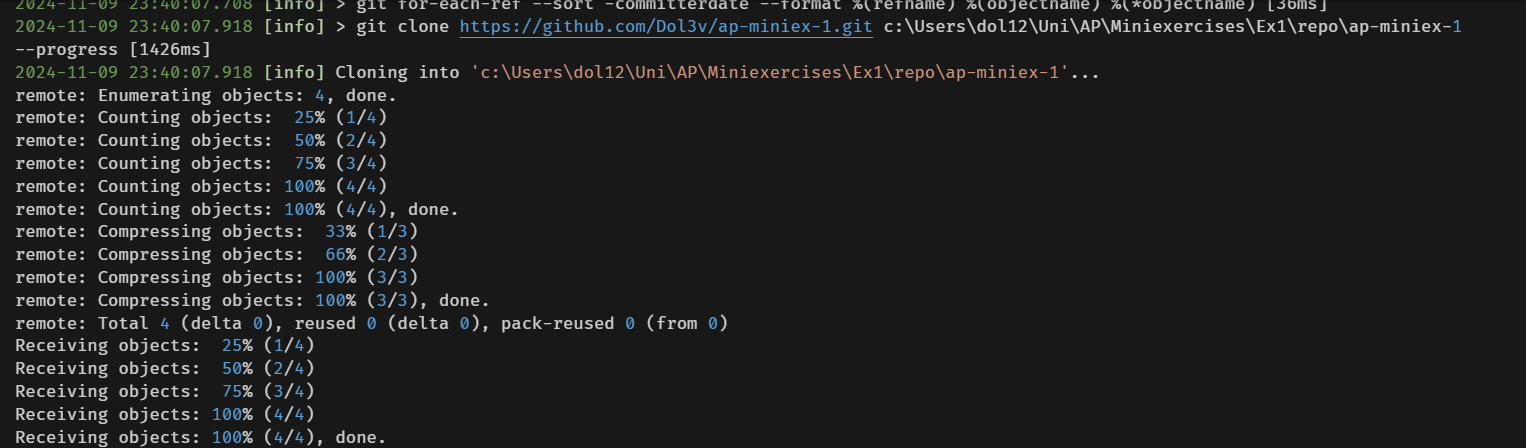 2024-11-09 23:40:07.708 [info] > git for-each-ref --sort -committerdate --format %(refname) %(objectname) %(*objectname) [36ms]
2024-11-09 23:40:07.918 [info] > git clone https://github.com/Dol3v/ap-miniex-1.git c:\Users\dol12\Uni\AP\Miniexercises\Ex1\repo\ap-miniex-1
--progress [1426ms]
2024-11-09 23:40:07.918 [info] Cloning into 'c:\Users\dol12\Uni\AP\Miniexercises\Ex1\repo\ap-miniex-1'...
remote: Enumerating objects: 4, done.
remote: Counting objects:  25% (1/4)
remote: Counting objects:  50% (2/4)
remote: Counting objects:  75% (3/4)
remote: Counting objects: 100% (4/4)
remote: Counting objects: 100% (4/4), done.
remote: Compressing objects:  33% (1/3)
remote: Compressing objects:  66% (2/3)
remote: Compressing objects: 100% (3/3)
remote: Compressing objects: 100% (3/3), done.
remote: Total 4 (delta 0), reused 0 (delta 0), pack-reused 0 (from 0)
Receiving objects:  25% (1/4)
Receiving objects:  50% (2/4)
Receiving objects:  75% (3/4)
Receiving objects: 100% (4/4)
Receiving objects: 100% (4/4), done.